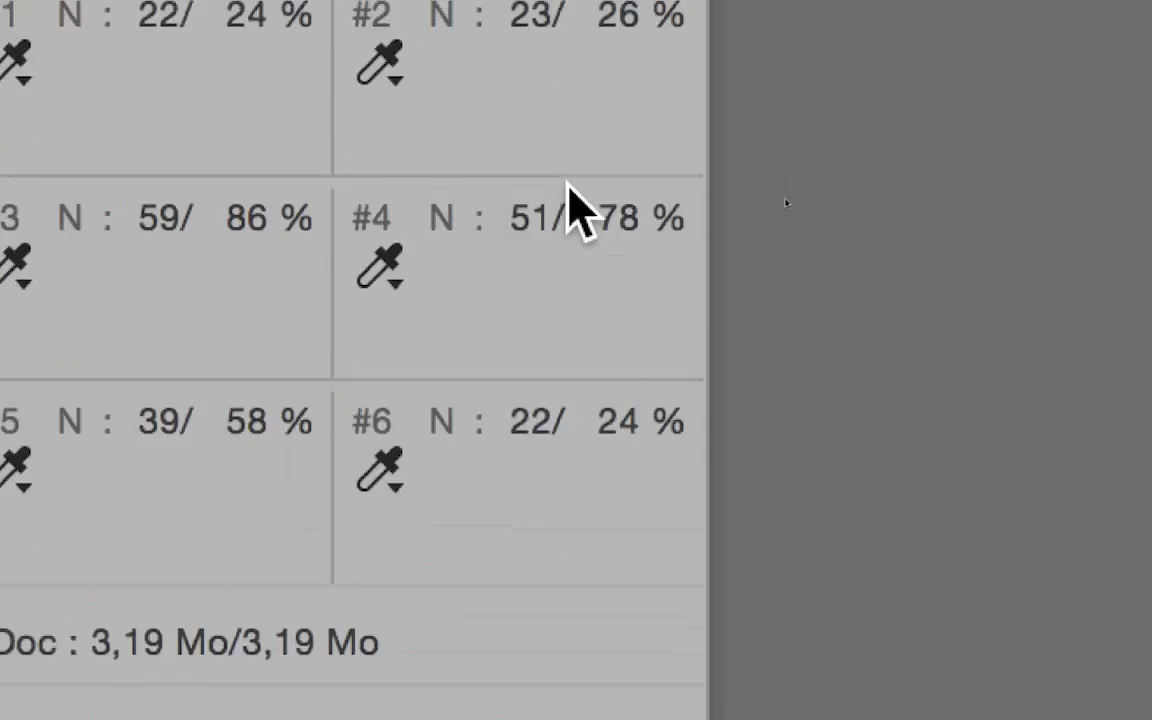 1 N : 22/ 24 % #2 N : 23/ 26 %
3 N : 59/ 86 % #4 N : 51/ 78 %
5 N : 39/ 58 % #6 N : 22/ 24 %
Doc : 3,19 Mo/3,19 Mo